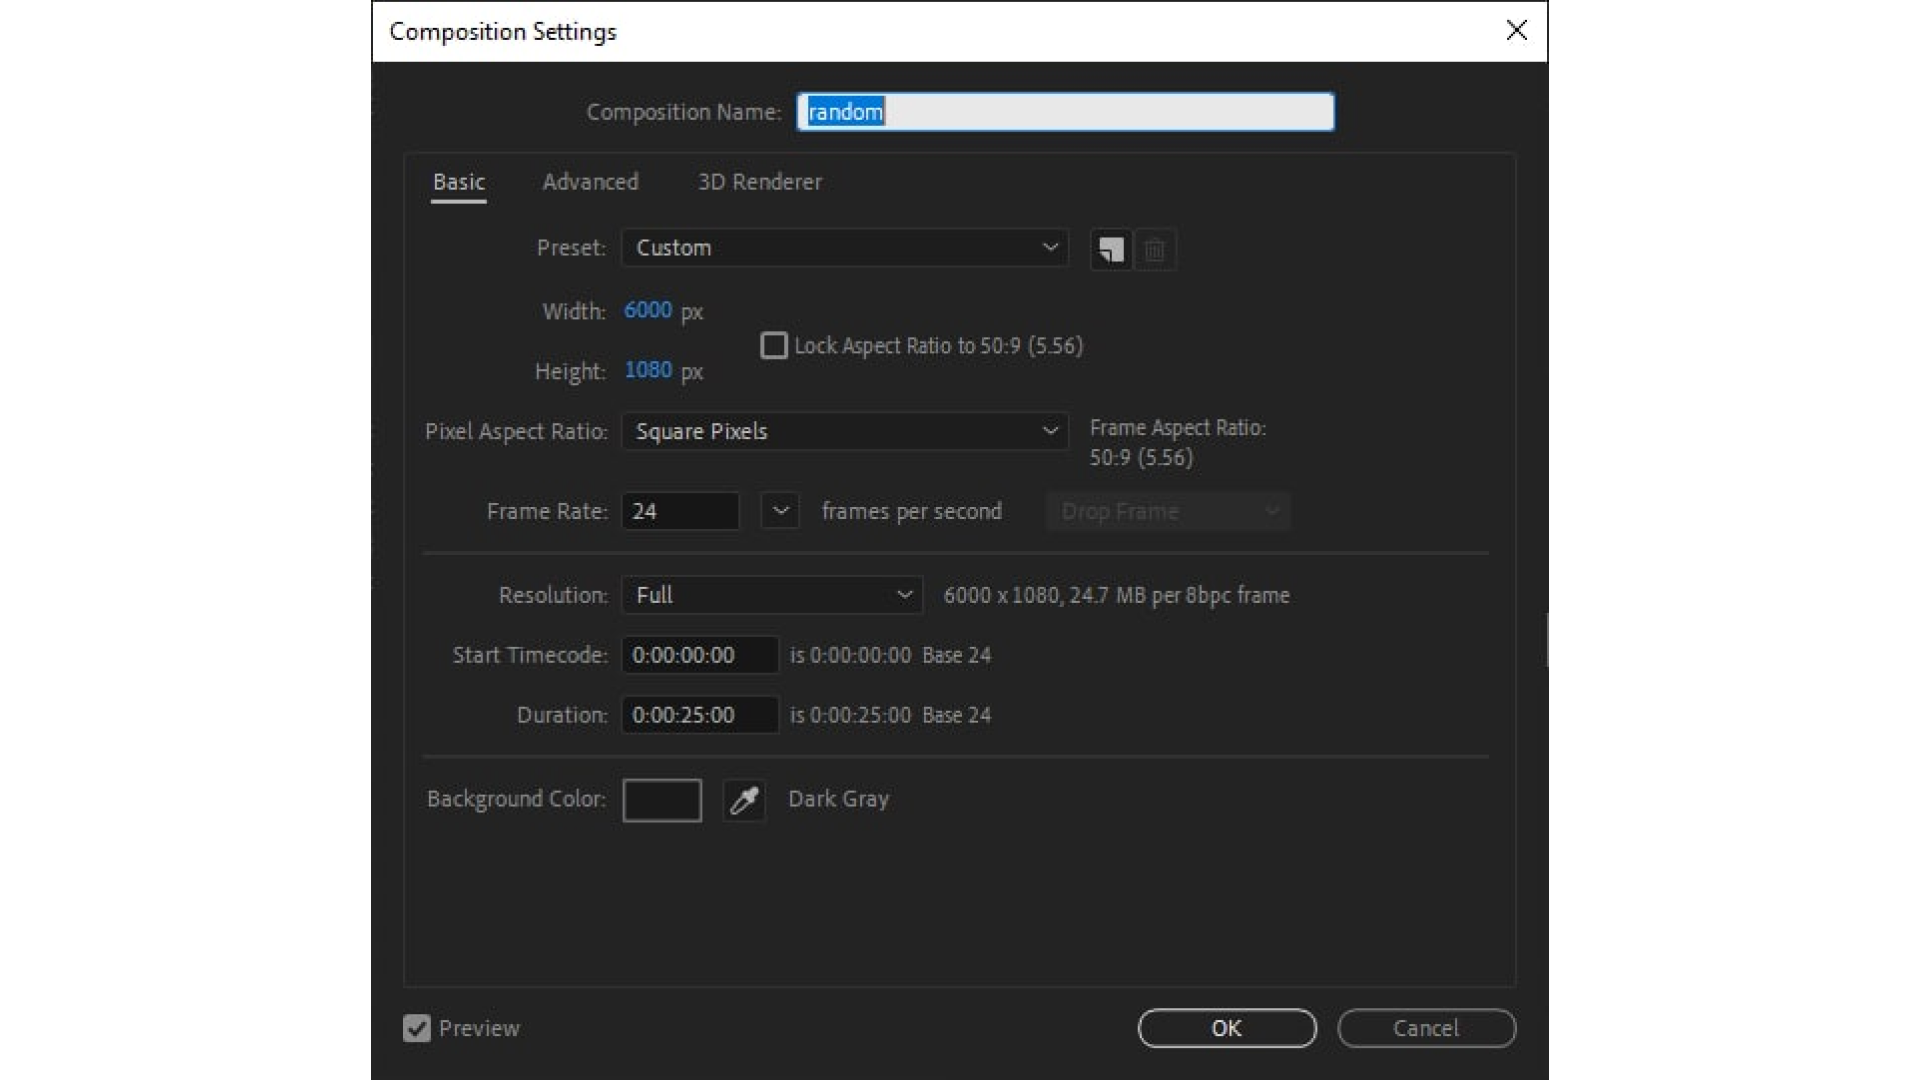 Composition Settings
Composition Name: random
Basic Advanced 3D Renderer
Preset: Custom
Width: 6000 px
Lock Aspect Ratio to 50:9 (5.56)
Height: 1080 px
Pixel Aspect Ratio: Square Pixels Frame Aspect Ratio:
50:9 (5.56)
Frame Rate: 24 frames per second Drop Frame
Resolution: Full 6000 x 1080, 24.7 MB per 8bpc frame
Start Timecode: 0:00:00:00 is 0:00:00:00 Base 24
Duration: 0:00:25:00 is 0:00:25:00 Base 24
Background Color: Dark Gray
Preview OK Cancel